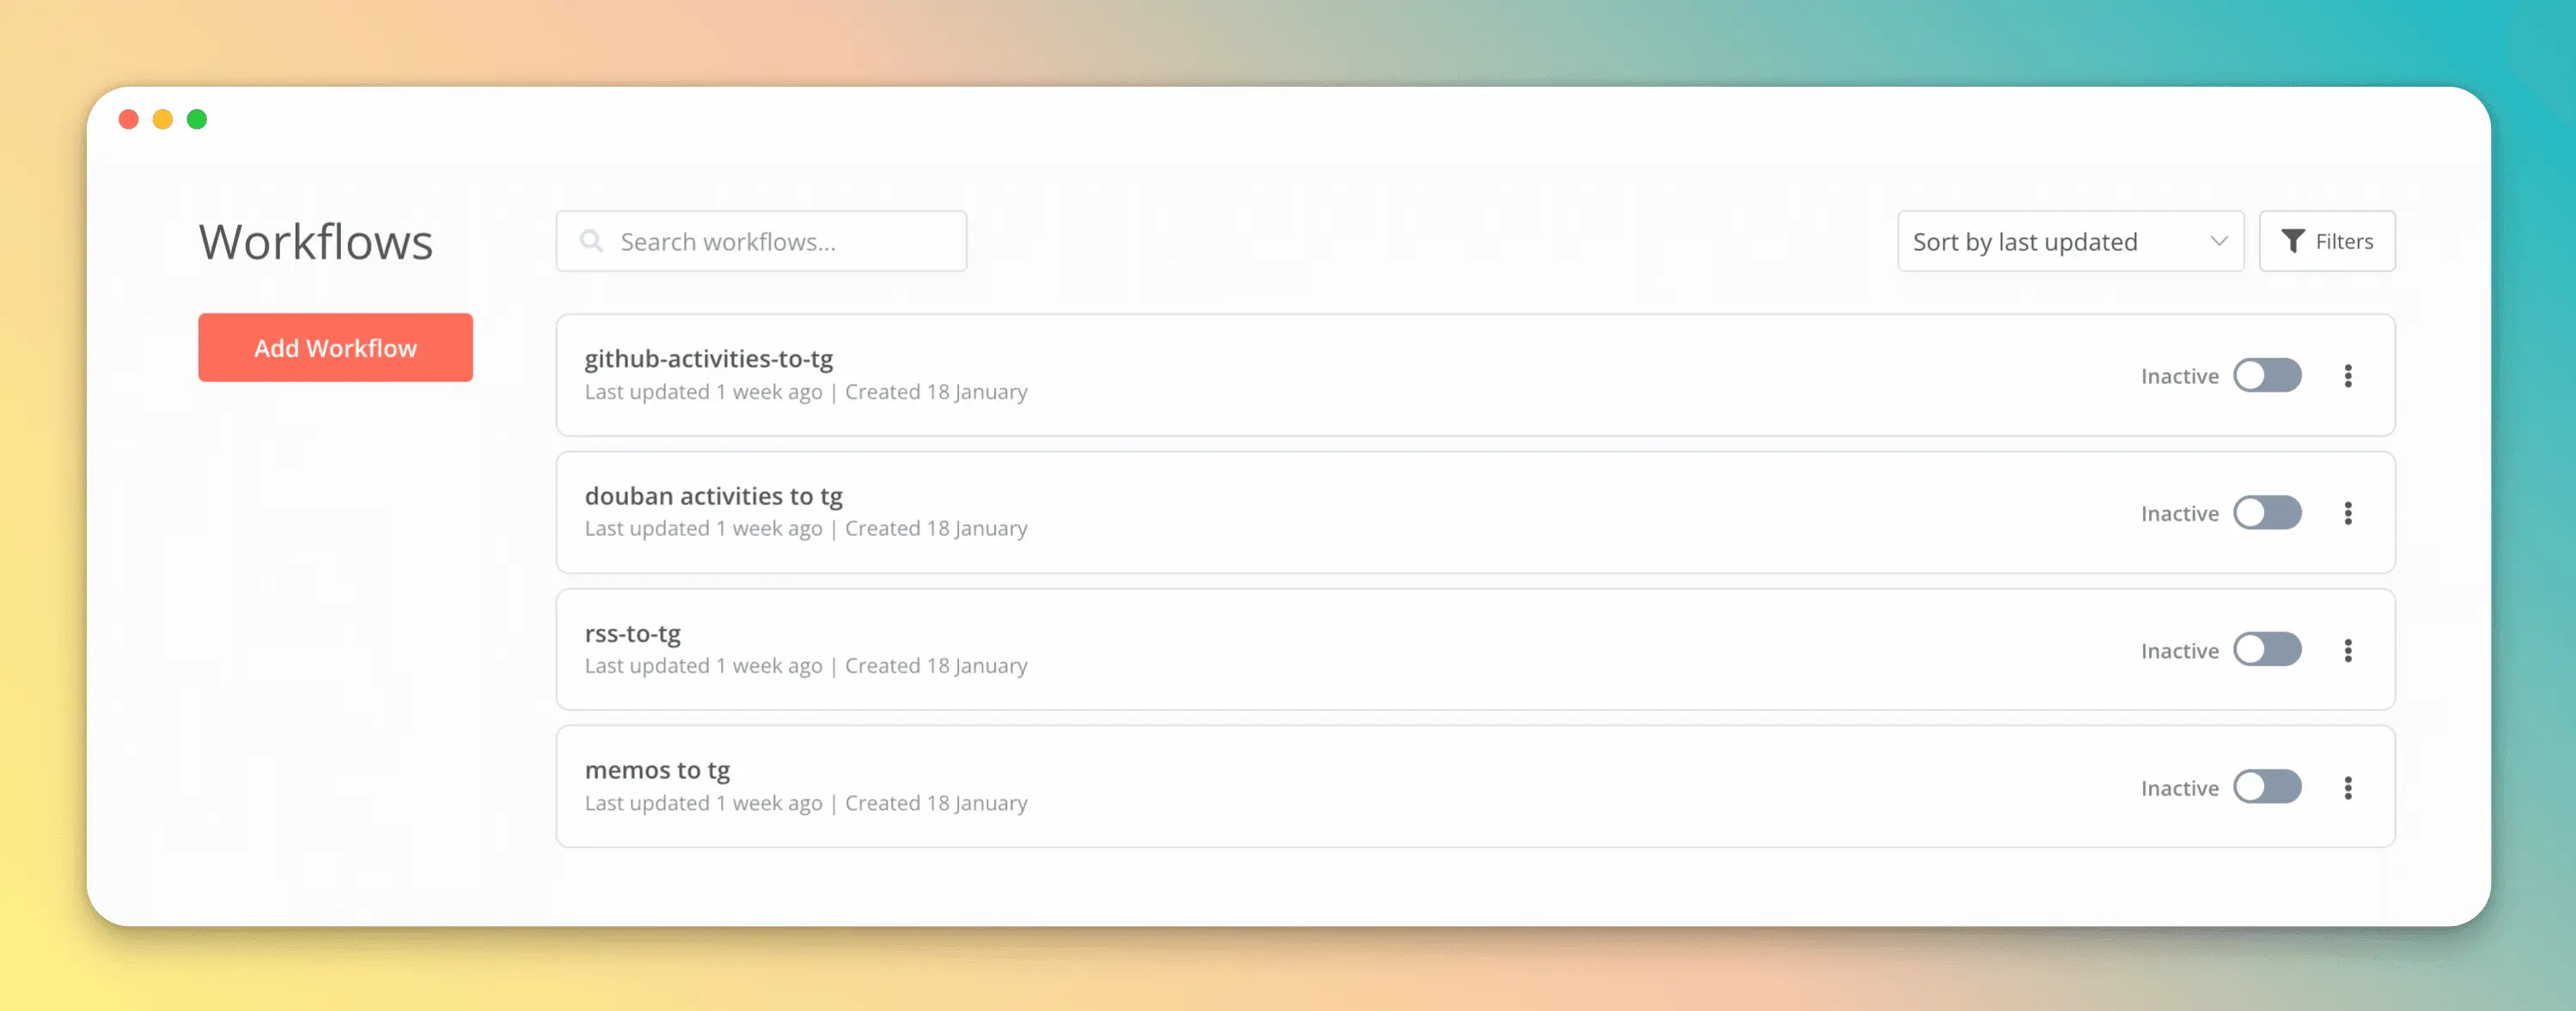 Workflows
Search workflows...
Sort by last updated
Filters
Add Workflow
github-activities-to-tg
Last updated 1 week ago | Created 18 January
Inactive
douban activities to tg
Last updated 1 week ago | Created 18 January
Inactive
rss-to-tg
Last updated 1 week ago | Created 18 January
Inactive
memos to tg
Last updated 1 week ago | Created 18 January
Inactive